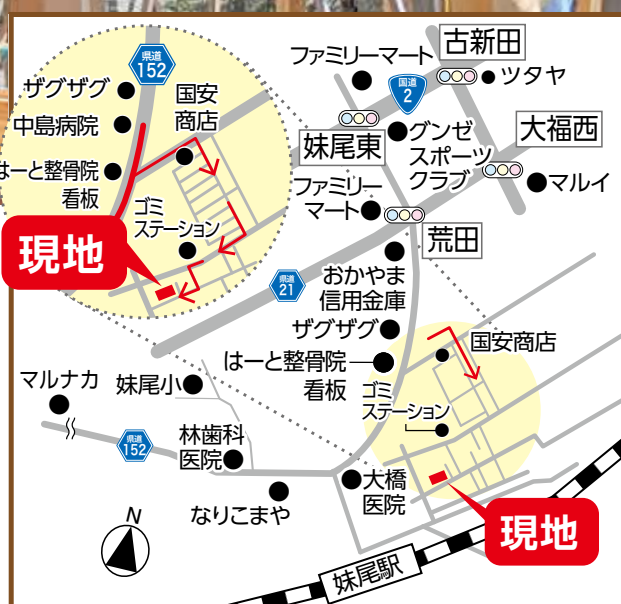 県道
152
ザグザグ
国安
商店
中島病院
はーと整骨院
看板
ゴミ
ステーション
現地
ファミリーマート
古新田
国道
2
ツタヤ
妹尾東
グンゼ
スポーツ
クラブ
大福西
ファミリー
マート
マルイ
荒田
県道
21
おかやま
信用金庫
ザグザグ
はーと整骨院
看板
国安商店
ゴミ
ステーション
マルナカ
妹尾小
県道
152
林歯科
医院
なりこまや
大橋
医院
現地
妹尾駅
N